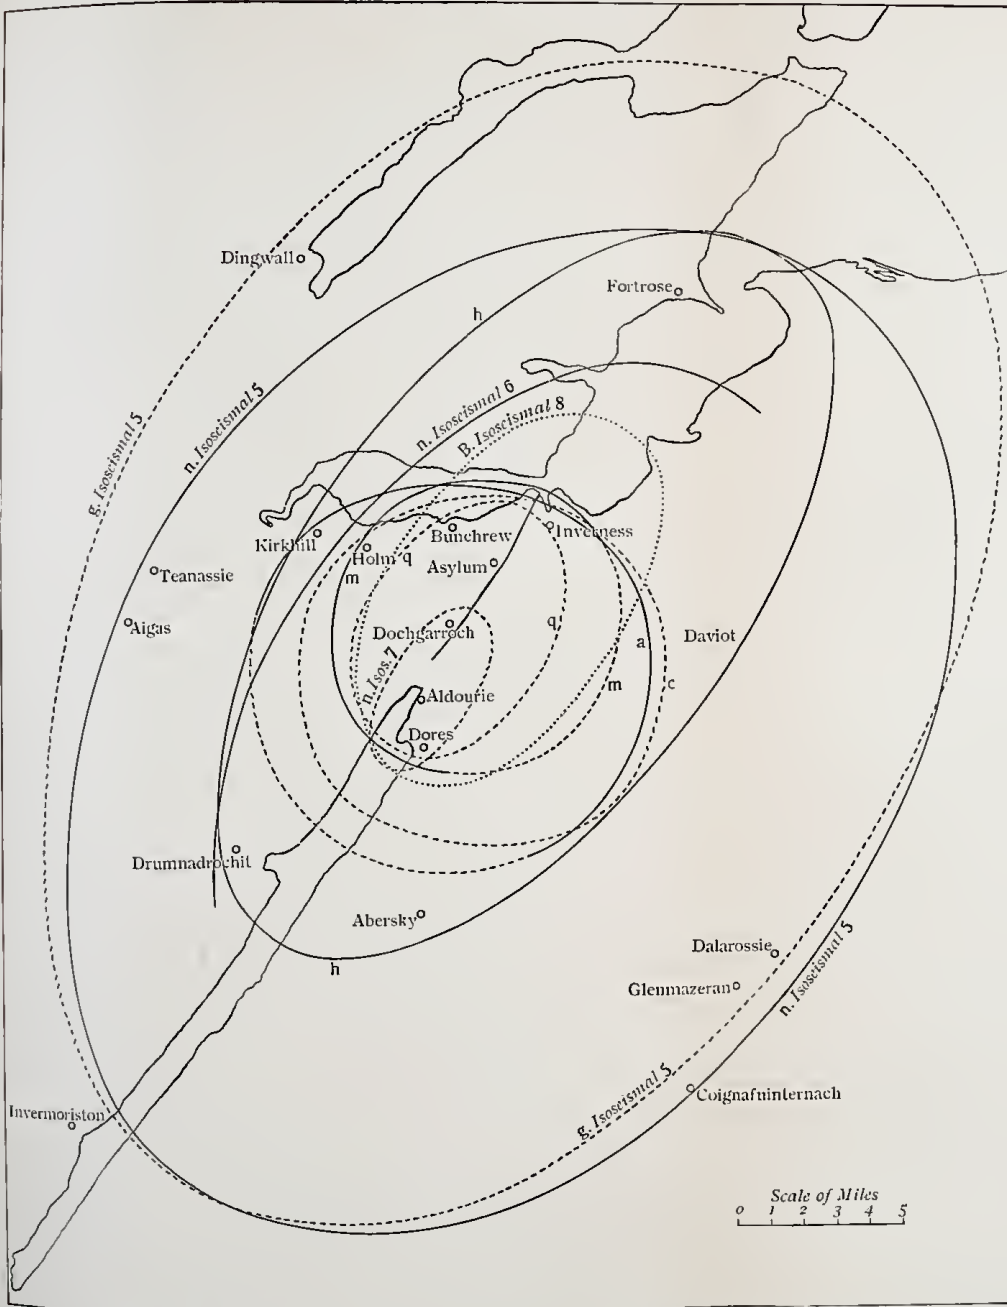 Dingwall
Fortrose
h
n. Isoseismal 6
B. Isoseismal 8
n. Isoseismal 5
g. Isoseismal 5
Kirkhill
Bunchrew
Inverness
Holm
q
m
Asylum
Teanassie
Aigas
Dochgarroch
q
a
Daviot
n. Isos. 7
m
c
Aldourie
Dores
Drumnadrochit
Abersky
h
Dalarossie
Glenmazeran
n. Isoseismal 5
g. Isoseismal 5
Coignafuinternach
Invermoriston
Scale of Miles
0 1 2 3 4 5